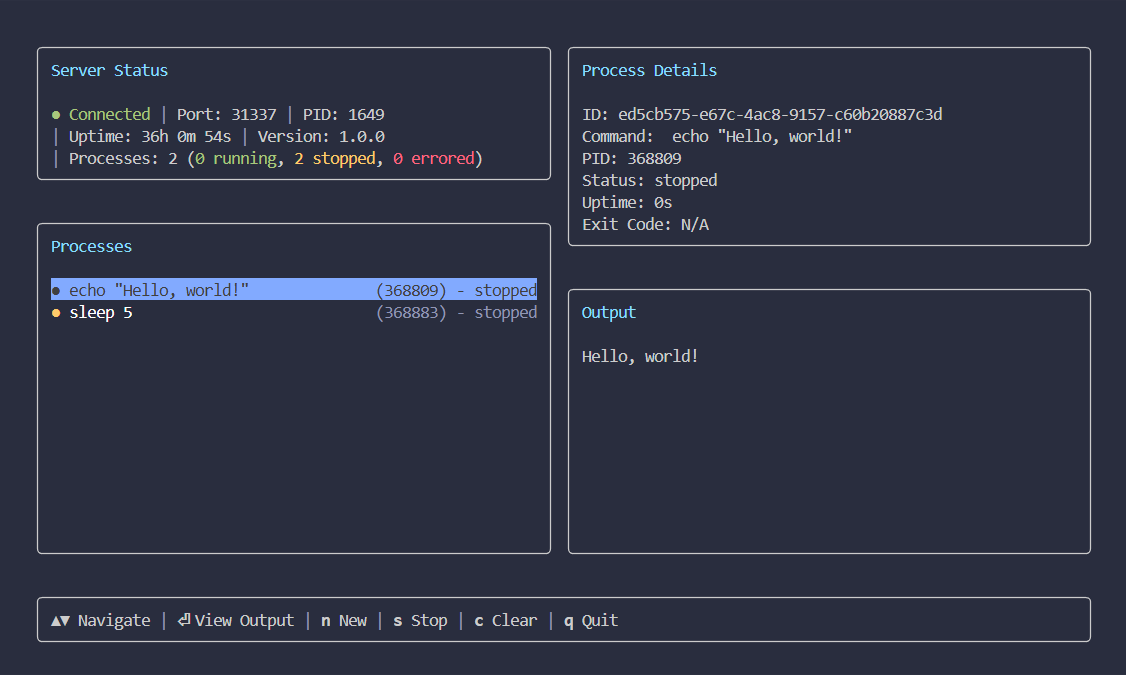 Server Status
● Connected │ Port: 31337 │ PID: 1649
│ Uptime: 36h 0m 54s │ Version: 1.0.0
│ Processes: 2 (0 running, 2 stopped, 0 errored)
Processes
● echo "Hello, world!" (368809) - stopped
● sleep 5 (368883) - stopped
Process Details
ID: ed5cb575-e67c-4ac8-9157-c60b20887c3d
Command:  echo "Hello, world!"
PID: 368809
Status: stopped
Uptime: 0s
Exit Code: N/A
Output
Hello, world!
▲▼ Navigate │ ⏎ View Output │ n New │ s Stop │ c Clear │ q Quit